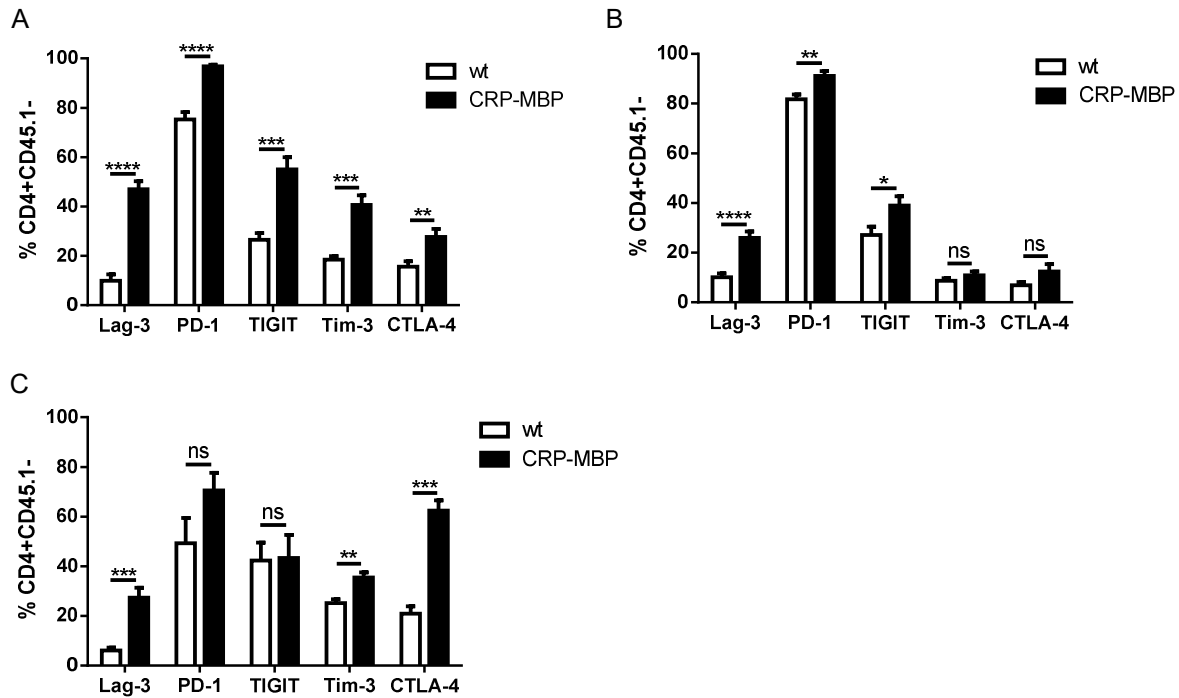 A
% CD4+CD45.1-
100
80
60
40
20
0
****
****
***
***
**
wt
CRP-MBP
Lag-3 PD-1 TIGIT Tim-3 CTLA-4
B
% CD4+CD45.1-
100
80
60
40
20
0
****
**
*
ns
ns
wt
CRP-MBP
Lag-3 PD-1 TIGIT Tim-3 CTLA-4
C
% CD4+CD45.1-
100
80
60
40
20
0
***
ns
ns
**
***
wt
CRP-MBP
Lag-3 PD-1 TIGIT Tim-3 CTLA-4